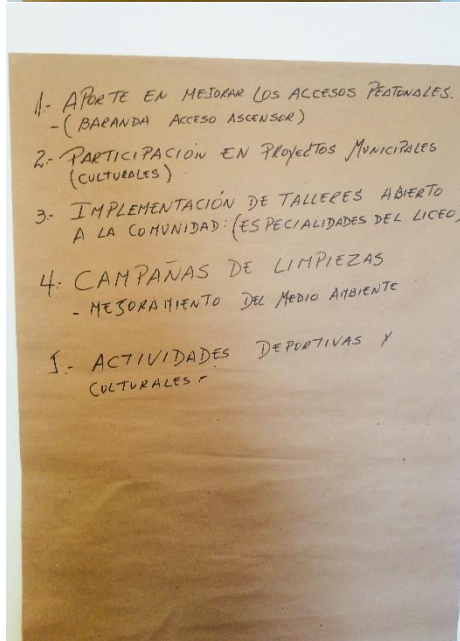 1.- APORTE EN MEJORAR LOS ACCESOS PEATONALES.
-( BARANDA ACCESO ASCENSOR)
2.- PARTICIPACIÓN EN PROYECTOS MUNICIPALES
(CULTURALES)
3.- IMPLEMENTACIÓN DE TALLERES ABIERTO
A LA COMUNIDAD: (ESPECIALIDADES DEL LICEO)
4.- CAMPAÑAS DE LIMPIEZAS
- MEJORAMIENTO DEL MEDIO AMBIENTE
5.- ACTIVIDADES DEPORTIVAS Y
CULTURALES.-